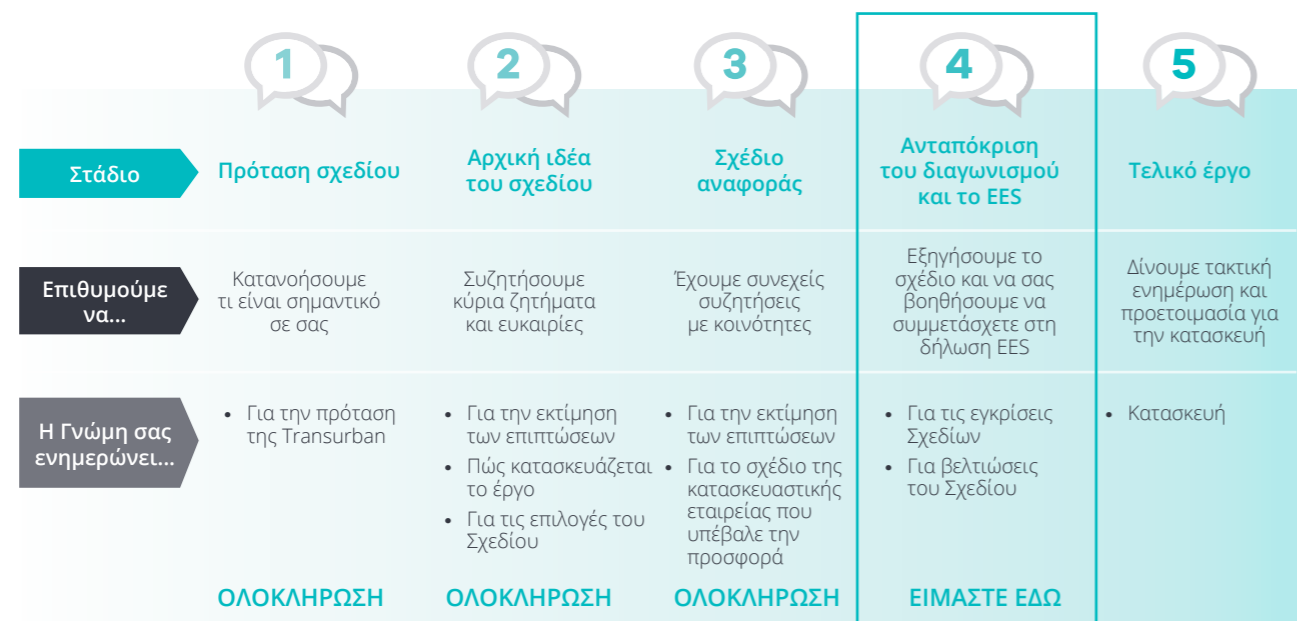 1
2
3
4
5
Στάδιο
Πρόταση σχεδίου
Αρχική ιδέα
του σχεδίου
Σχέδιο
αναφοράς
Ανταπόκριση
του διαγωνισμού
και το EES
Τελικό έργο
Επιθυμούμε
να...
Κατανοήσουμε
τι είναι σημαντικό
σε σας
Συζητήσουμε
κύρια ζητήματα
και ευκαιρίες
Έχουμε συνεχείς
συζητήσεις
με κοινότητες
Εξηγήσουμε το
σχέδιο και να σας
βοηθήσουμε να
συμμετάσχετε στη
δήλωση EES
Δίνουμε τακτική
ενημέρωση και
προετοιμασία για
την κατασκευή
Η Γνώμη σας
ενημερώνει...
• Για την πρόταση
της Transurban
• Για την εκτίμηση
των επιπτώσεων
• Πώς κατασκευάζεται
το έργο
• Για τις επιλογές του
Σχεδίου
• Για την εκτίμηση
των επιπτώσεων
• Για το σχέδιο της
κατασκευαστικής
εταιρείας που
υπέβαλε την
προσφορά
• Για τις εγκρίσεις
Σχεδίων
• Για βελτιώσεις
του Σχεδίου
• Κατασκευή
ΟΛΟΚΛΗΡΩΣΗ
ΟΛΟΚΛΗΡΩΣΗ
ΟΛΟΚΛΗΡΩΣΗ
ΕΙΜΑΣΤΕ ΕΔΩ